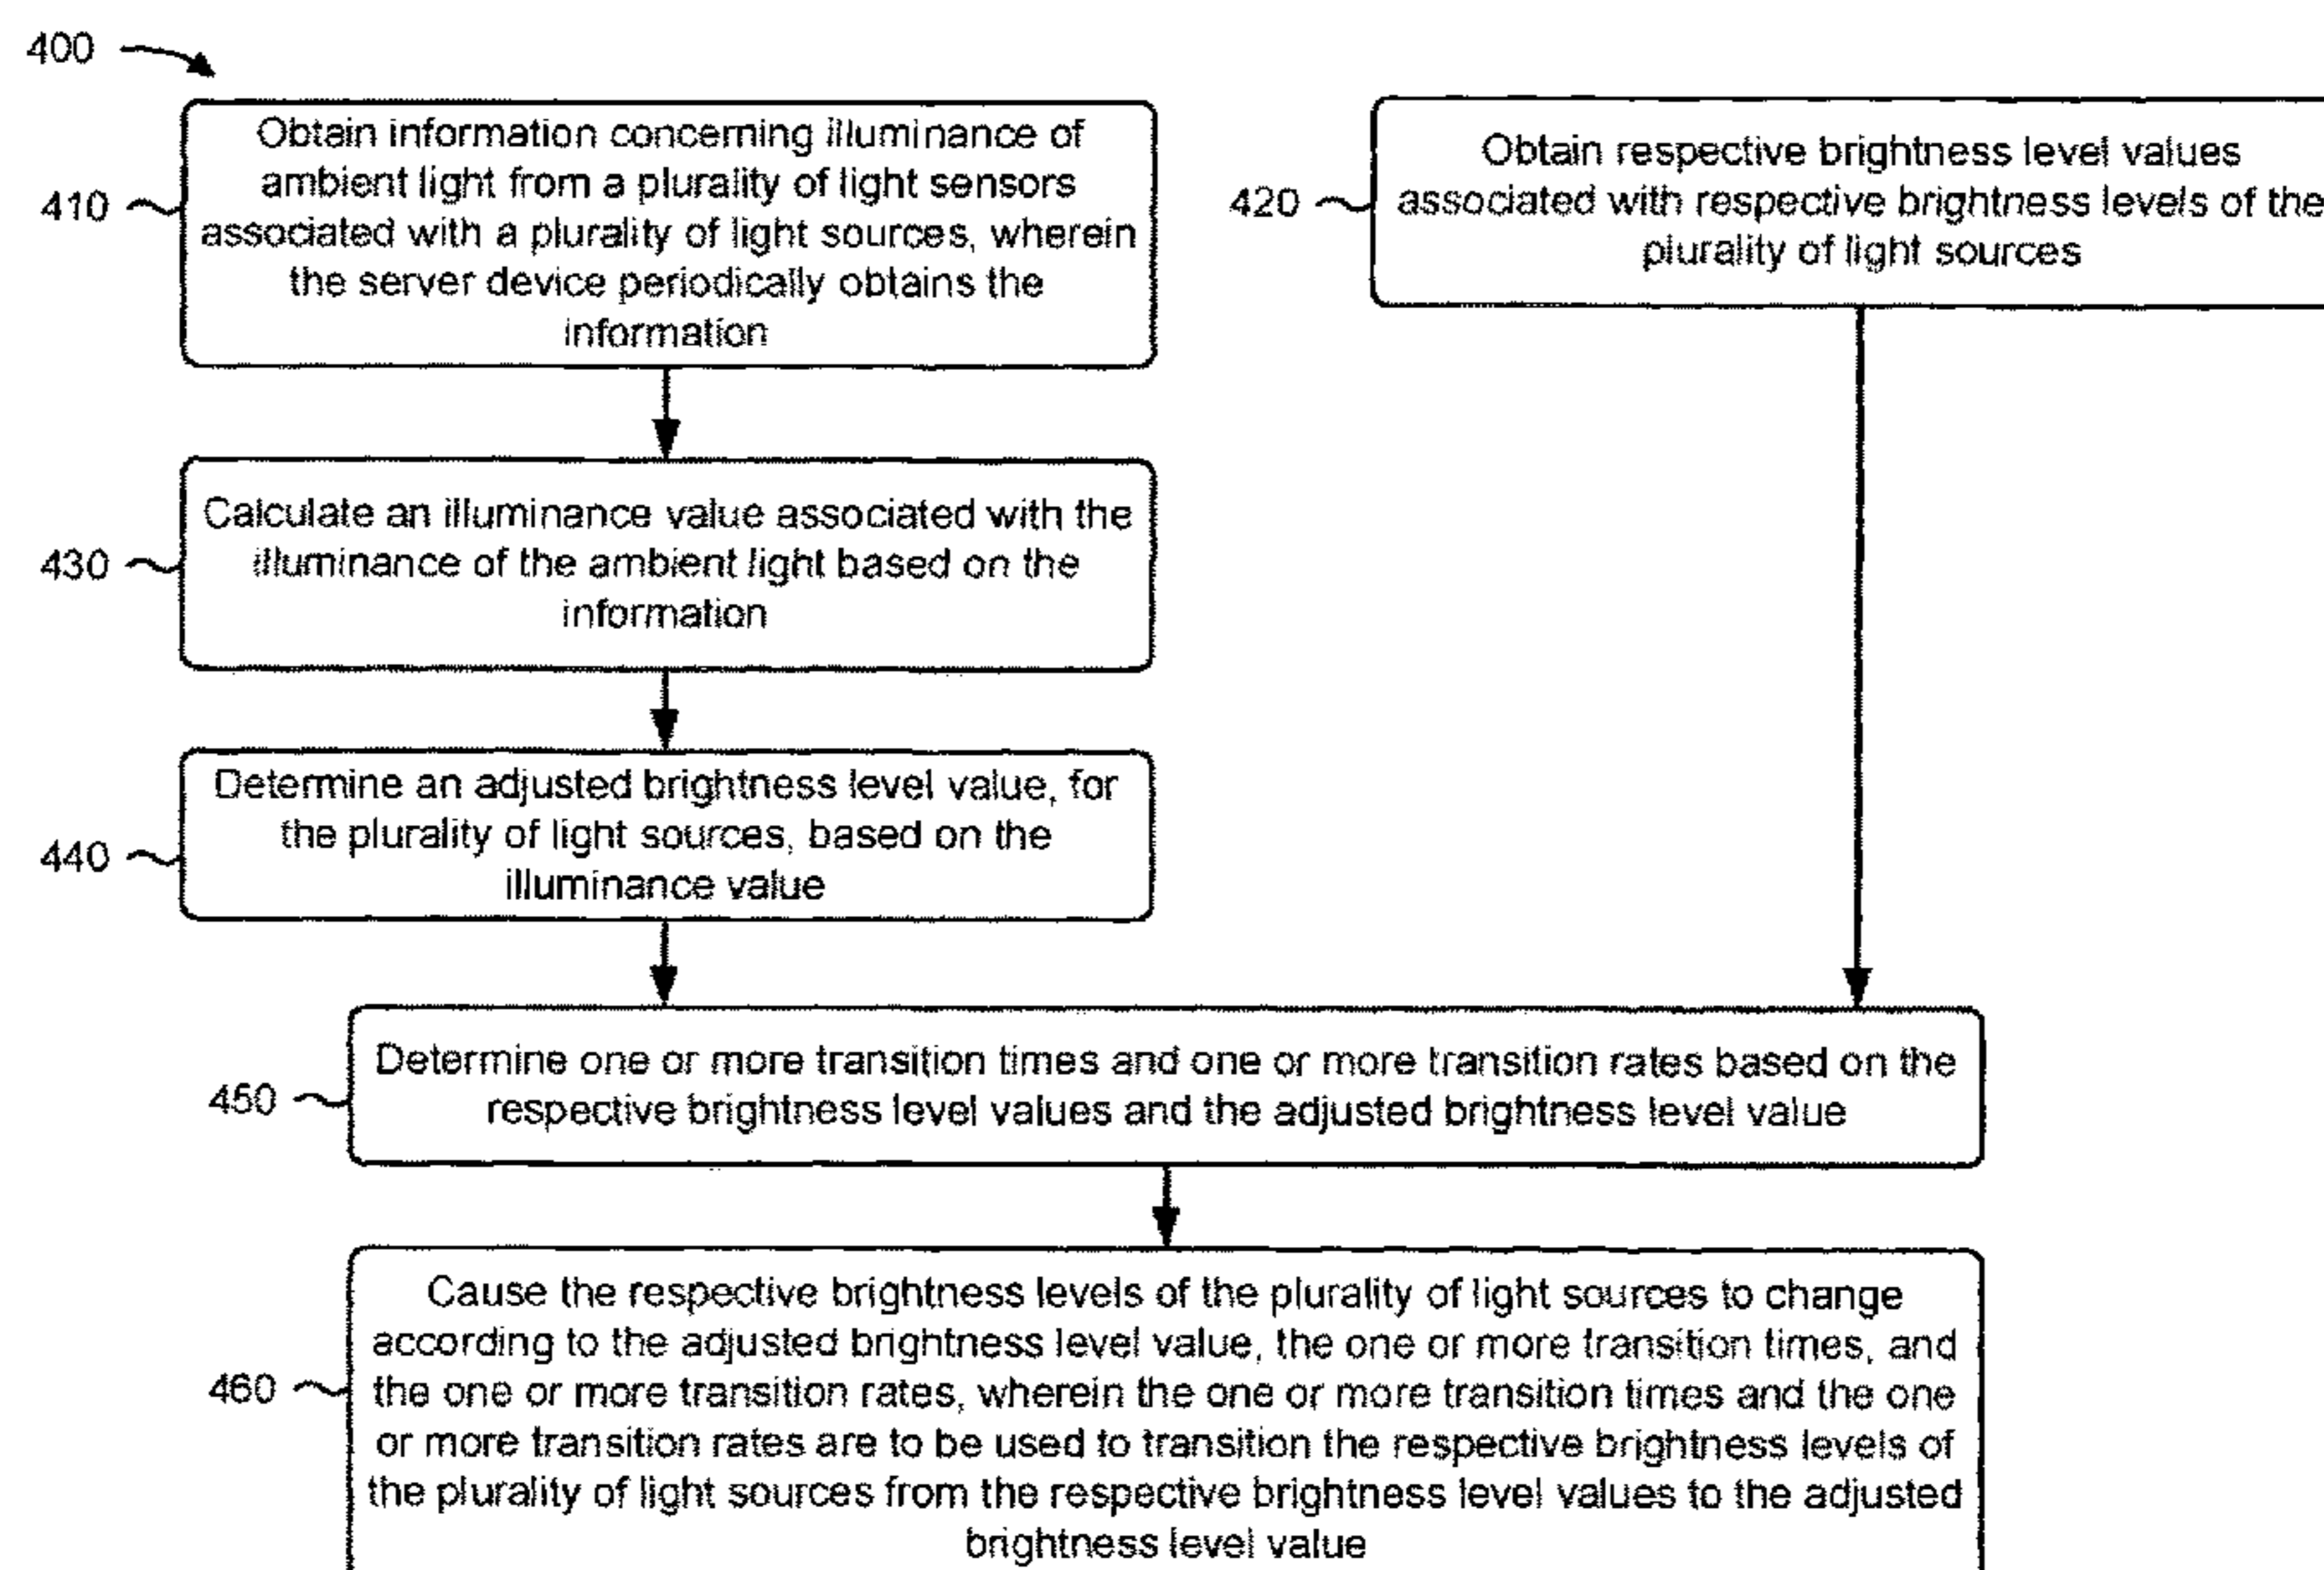 400
410
Obtain information concerning illuminance of
ambient light from a plurality of light sensors
associated with a plurality of light sources, wherein
the server device periodically obtains the
information
420
Obtain respective brightness level values
associated with respective brightness levels of the
plurality of light sources
430
Calculate an illuminance value associated with the
illuminance of the ambient light based on the
information
440
Determine an adjusted brightness level value, for
the plurality of light sources, based on the
illuminance value
450
Determine one or more transition times and one or more transition rates based on the
respective brightness level values and the adjusted brightness level value
460
Cause the respective brightness levels of the plurality of light sources to change
according to the adjusted brightness level value, the one or more transition times, and
the one or more transition rates, wherein the one or more transition times and the one
or more transition rates are to be used to transition the respective brightness levels of
the plurality of light sources from the respective brightness level values to the adjusted
brightness level value